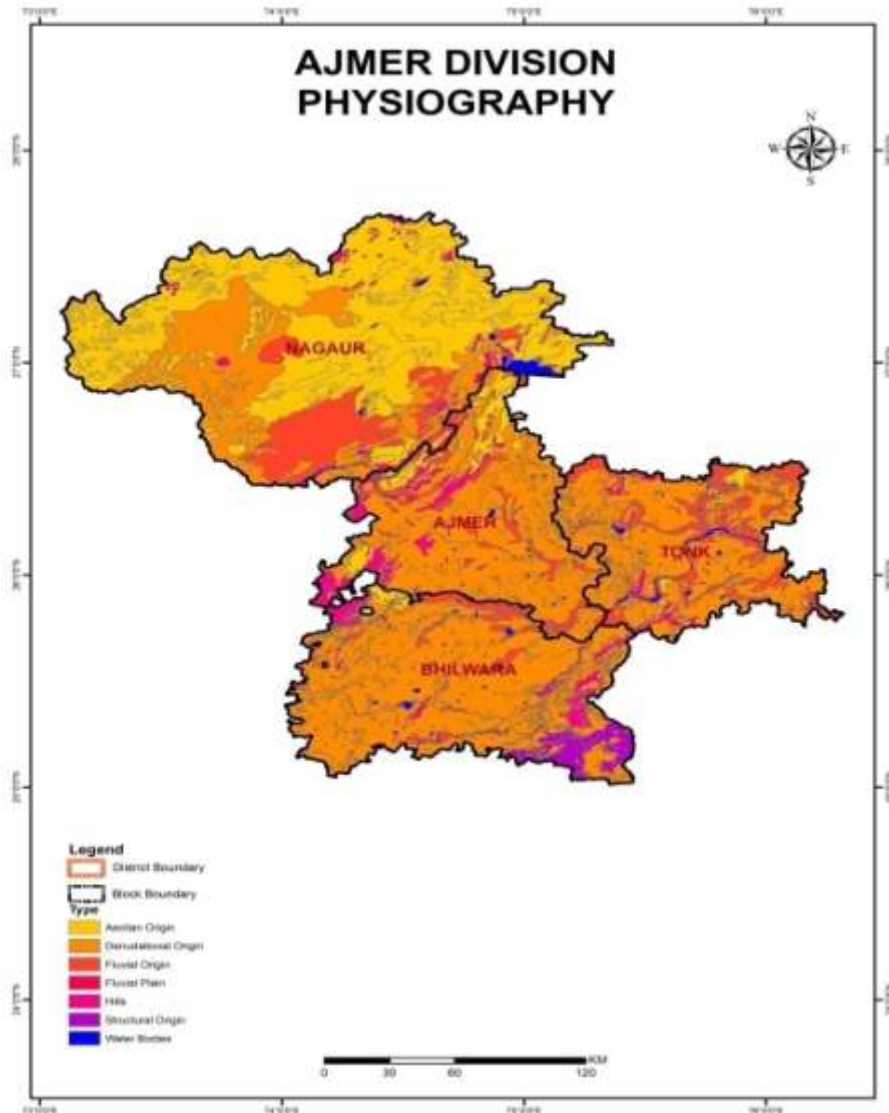 AJMER DIVISION
PHYSIOGRAPHY
N
W E
S
NAGAUR
AJMER
TONK
BHILWARA
Legend
District Boundary
Block Boundary
Type
Aeolian Origin
Denudational Origin
Fluvial Origin
Fluvial Plain
Hills
Structural Origin
Water Bodies
KM
0 30 60 120